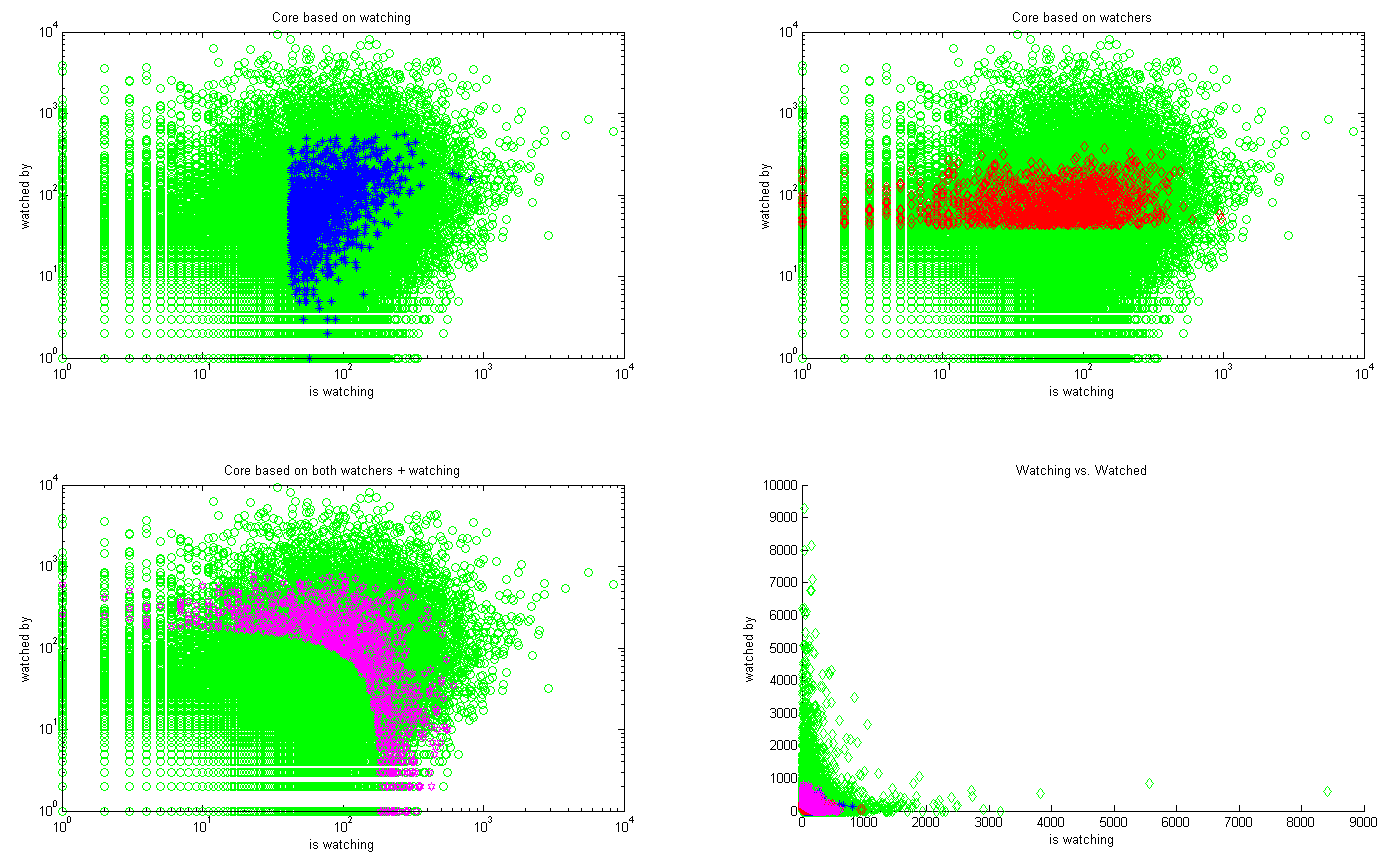 Core based on watching
10^4
10^3
10^2
10^1
10^0
watched by
10^0 10^1 10^2 10^3 10^4
is watching
Core based on watchers
10^4
10^3
10^2
10^1
10^0
watched by
10^0 10^1 10^2 10^3 10^4
is watching
Core based on both watchers + watching
10^4
10^3
10^2
10^1
10^0
watched by
10^0 10^1 10^2 10^3 10^4
is watching
Watching vs. Watched
10000
9000
8000
7000
6000
5000
4000
3000
2000
1000
0
watched by
0 1000 2000 3000 4000 5000 6000 7000 8000 9000
is watching